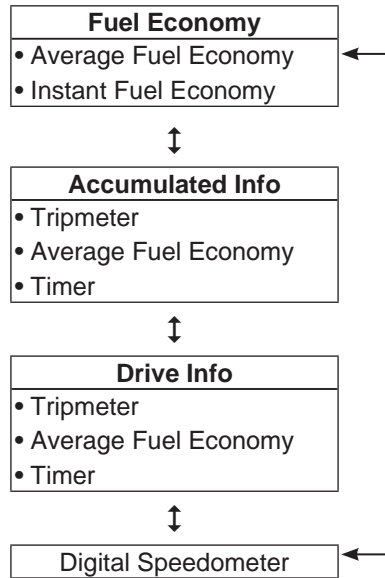 Fuel Economy
• Average Fuel Economy
• Instant Fuel Economy
Accumulated Info
• Tripmeter
• Average Fuel Economy
• Timer
Drive Info
• Tripmeter
• Average Fuel Economy
• Timer
Digital Speedometer